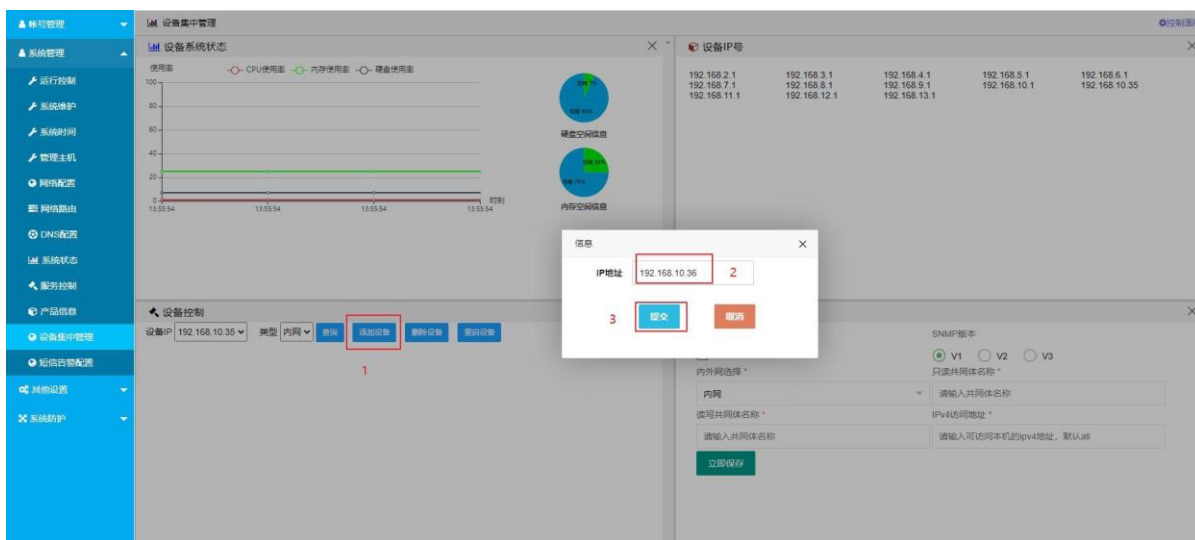 帐号管理
系统管理
运行控制
系统维护
系统时间
管理主机
网络配置
网络路由
DNS配置
系统状态
服务控制
产品信息
设备集中管理
短信告警配置
其他设置
系统防护
设备集中管理
控制面
设备系统状态
使用率
CPU使用率 内存使用率 硬盘使用率
100
80
60
40
20
0
13:55:54 13:55:54 13:55:54 13:55:54
时刻
硬盘空间信息
内存空间信息
设备IP号
192.168.2.1 192.168.3.1 192.168.4.1 192.168.5.1 192.168.6.1
192.168.7.1 192.168.8.1 192.168.9.1 192.168.10.1 192.168.10.35
192.168.11.1 192.168.12.1 192.168.13.1
信息
IP地址 192.168.10.36 2
3 提交 取消
设备控制
设备IP 192.168.10.35 类型 内网 查询 添加设备 删除设备 重启设备
1
SNMP版本
V1 V2 V3
内外网选择 * 只读共同体名称 *
内网 请输入共同体名称
读写共同体名称 * IPv4访问地址 *
请输入共同体名称 请输入可访问本机的ipv4地址，默认all
立即保存